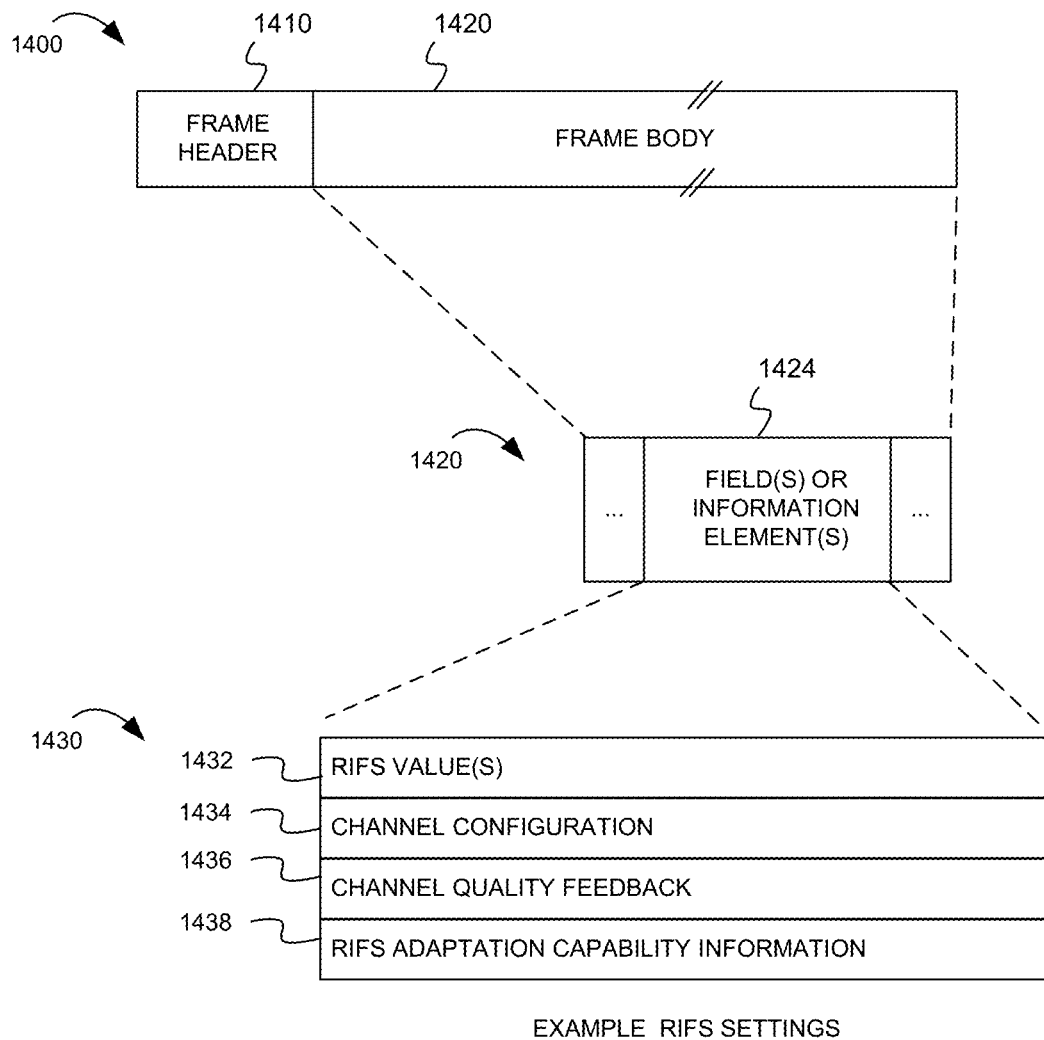 1400
1410
1420
FRAME
HEADER
FRAME BODY
1424
1420
...
FIELD(S) OR
INFORMATION
ELEMENT(S)
...
1430
1432
RIFS VALUE(S)
1434
CHANNEL CONFIGURATION
1436
CHANNEL QUALITY FEEDBACK
1438
RIFS ADAPTATION CAPABILITY INFORMATION
EXAMPLE RIFS SETTINGS